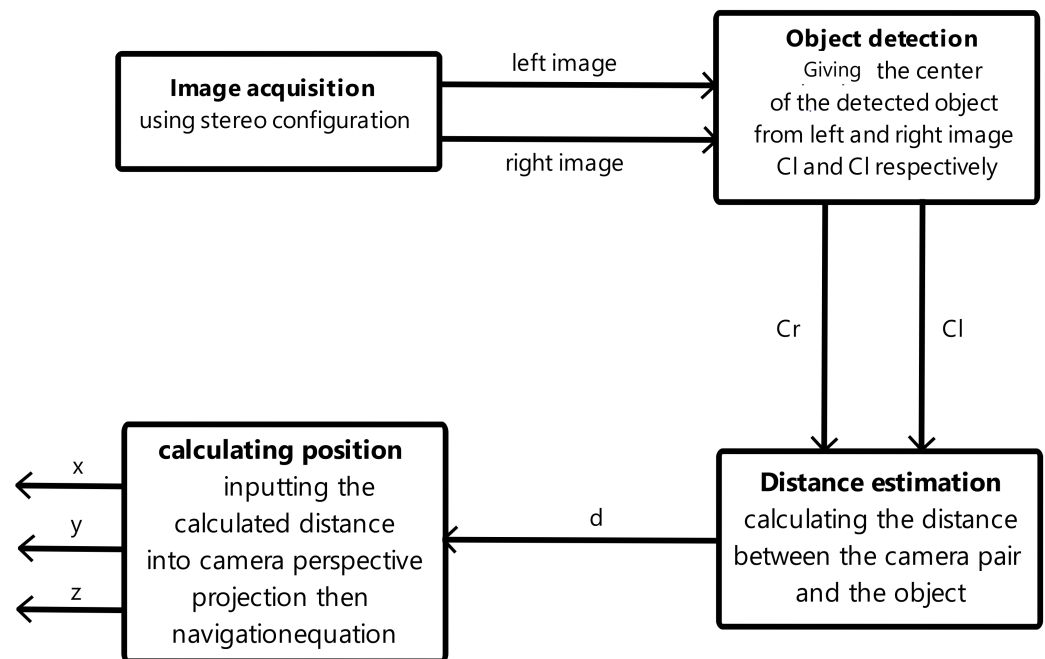 Image acquisition
using stereo configuration
left image
right image
Object detection
Giving the center
of the detected object
from left and right image
Cl and Cl respectively
Cr
Cl
Distance estimation
calculating the distance
between the camera pair
and the object
d
calculating position
inputting the
calculated distance
into camera perspective
projection then
navigationequation
x
y
z